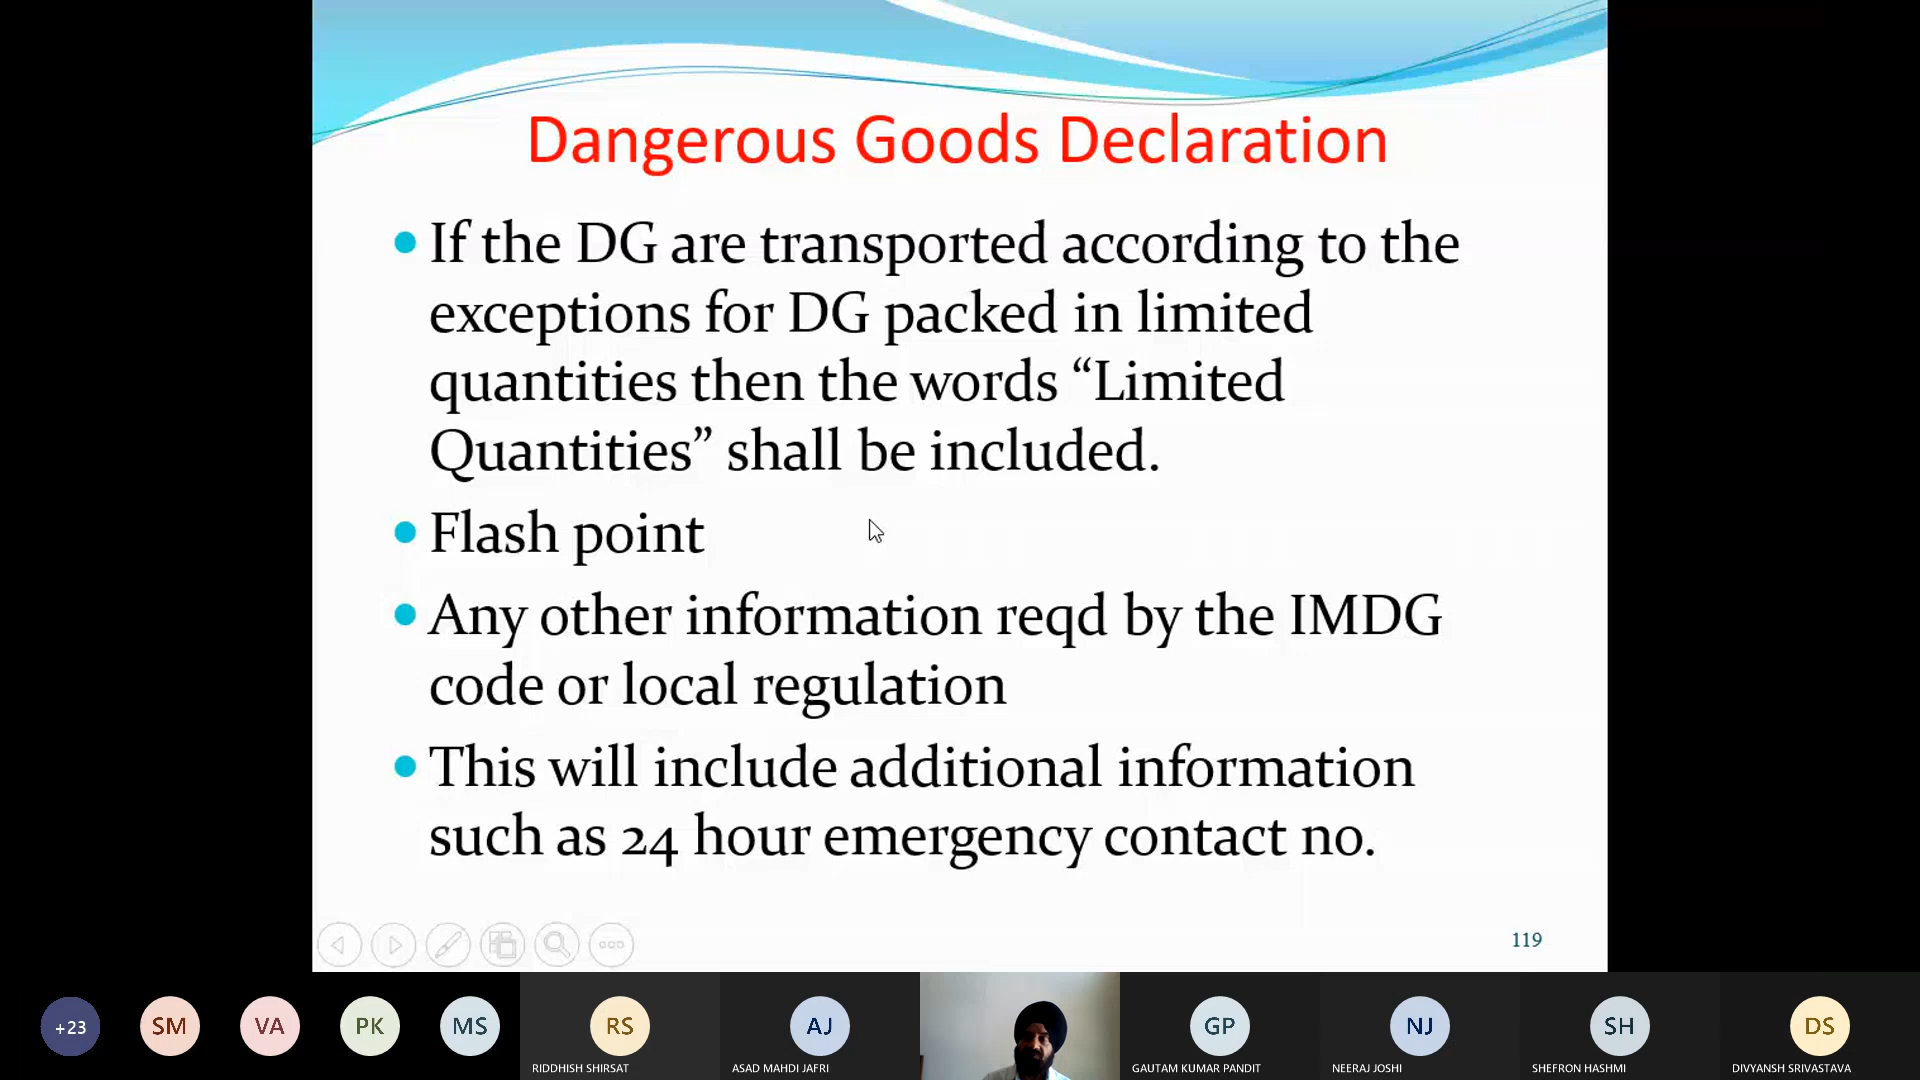 Dangerous Goods Declaration
If the DG are transported according to the
exceptions for DG packed in limited
quantities then the words “Limited
Quantities” shall be included.
Flash point
Any other information reqd by the IMDG
code or local regulation
This will include additional information
such as 24 hour emergency contact no.
119
+23
SM
VA
PK
MS
RS
AJ
GP
NJ
SH
DS
RIDDHISH SHIRSAT
ASAD MAHDI JAFRI
GAUTAM KUMAR PANDIT
NEERAJ JOSHI
SHEFRON HASHMI
DIVYANSH SRIVASTAVA